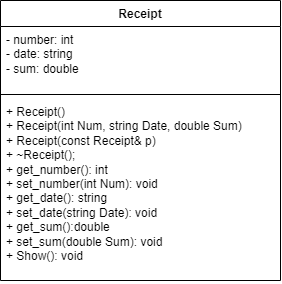 Receipt
- number: int
- date: string
- sum: double
+ Receipt()
+ Receipt(int Num, string Date, double Sum)
+ Receipt(const Receipt& p)
+ ~Receipt();
+ get_number(): int
+ set_number(int Num): void
+ get_date(): string
+ set_date(string Date): void
+ get_sum():double
+ set_sum(double Sum): void
+ Show(): void